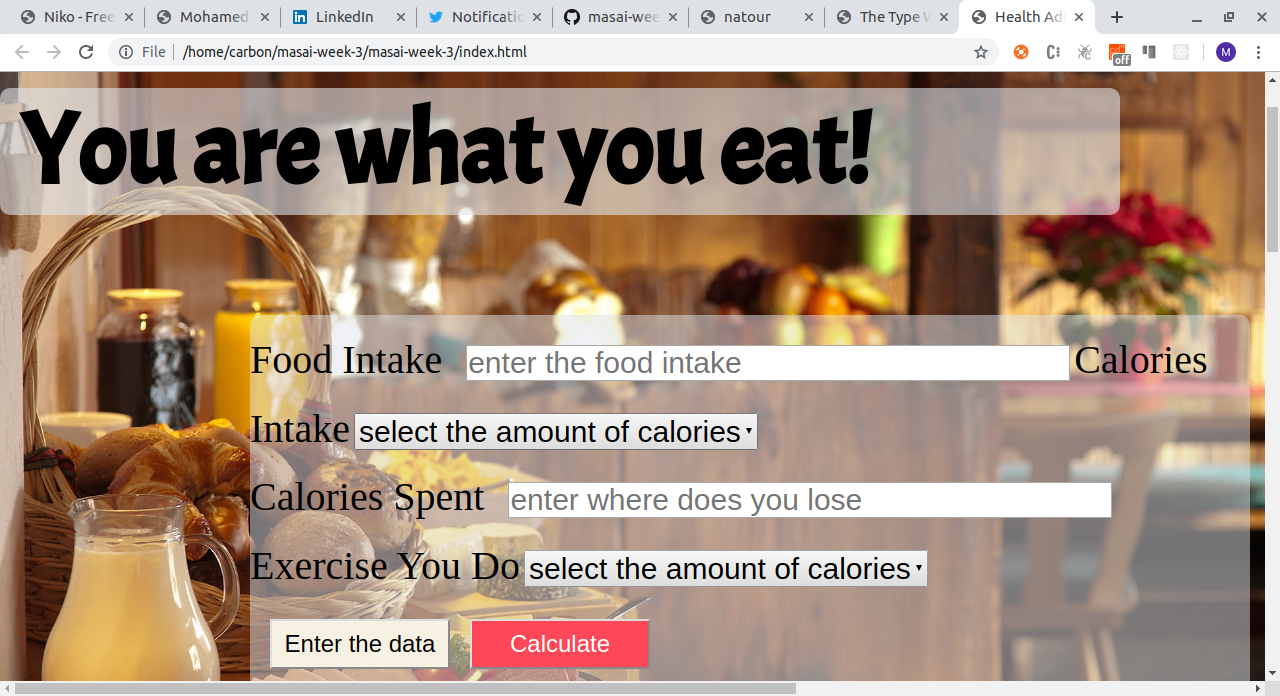 Niko - Free
Mohamed
LinkedIn
Notificatio
masai-wee
natour
The Type W
Health Ad
File
/home/carbon/masai-week-3/masai-week-3/index.html
off
M
You are what you eat!
Food Intake enter the food intake Calories
Intake select the amount of calories
Calories Spent enter where does you lose
Exercise You Do select the amount of calories
Enter the data Calculate